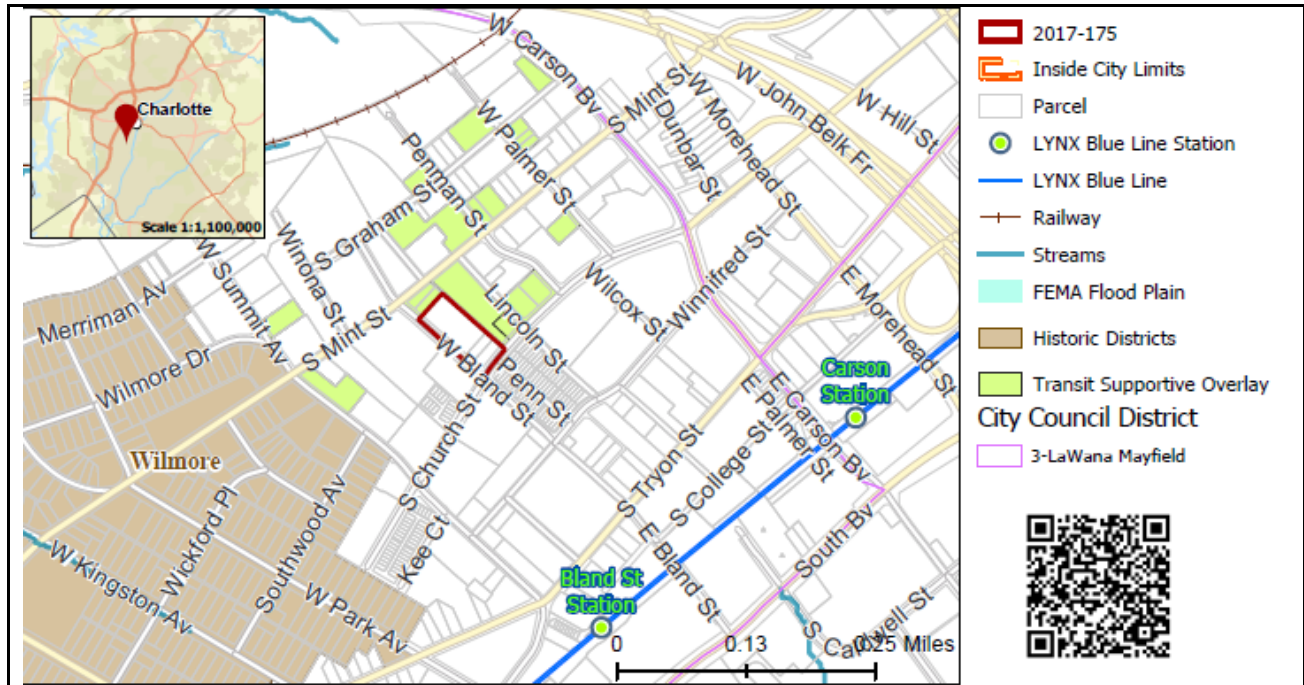 Charlotte
Scale 1:1,100,000
W Carson Bv
S Mint St
W Morehead St
Dunbar St
W John Belk Fr
W Hill St
W Palmer St
Penman St
S Graham St
Winona St
W Summit Av
Merriman Av
Wilmore Dr
S Mint St
Lincoln St
Wilcox St
Winnifred St
E Morehead St
W Bland St
Penn St
S Church St
Carson
Station
E Carson Bv
E Palmer St
S College St
S Tryon St
Wilmore
Wickford Pl
Southwood Av
Kee Ct
W Kingston Av
W Park Av
E Bland St
South Bv
Bland St
Station
S Caldwell St
0
0.13
0.25 Miles
2017-175
Inside City Limits
Parcel
LYNX Blue Line Station
LYNX Blue Line
Railway
Streams
FEMA Flood Plain
Historic Districts
Transit Supportive Overlay
City Council District
3-LaWana Mayfield